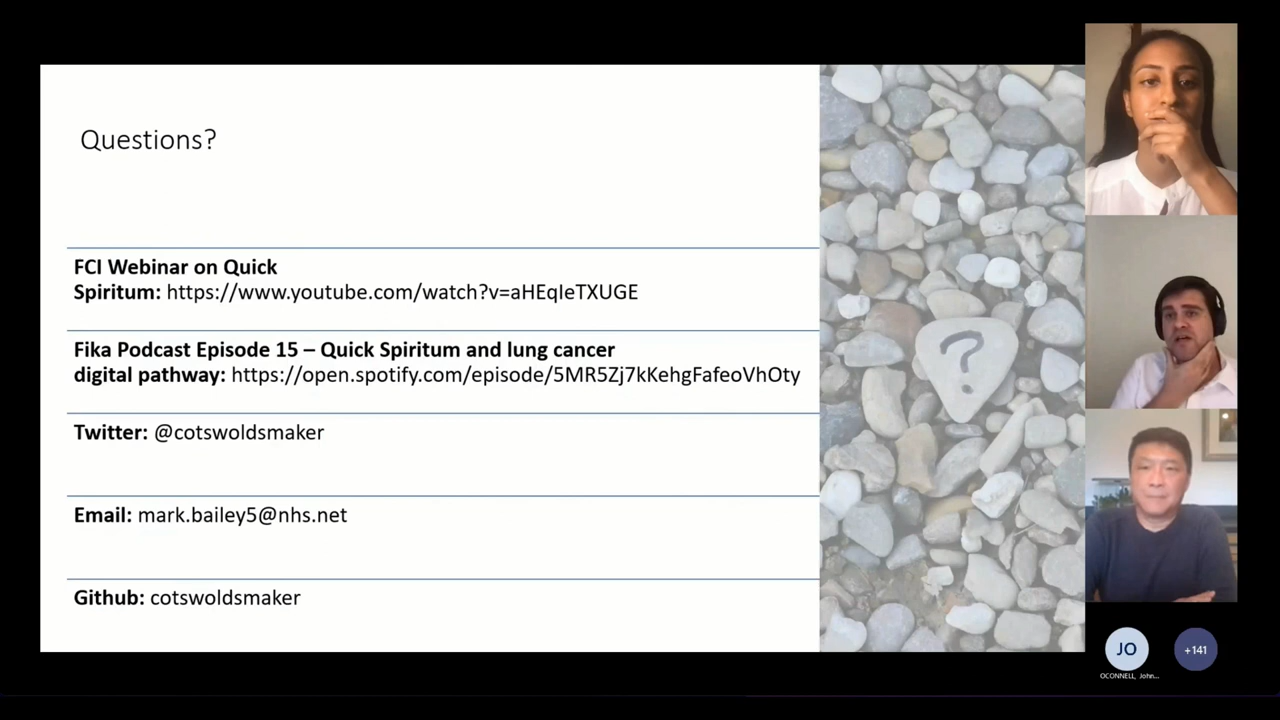 Questions?
FCI Webinar on Quick
Spiritum: https://www.youtube.com/watch?v=aHEqIeTXUGE
Fika Podcast Episode 15 – Quick Spiritum and lung cancer
digital pathway: https://open.spotify.com/episode/5MR5Zj7kKehgFafeoVhOty
Twitter: @cotswoldsmaker
Email: mark.bailey5@nhs.net
Github: cotswoldsmaker
?
JO
+141
OCONNELL, John...